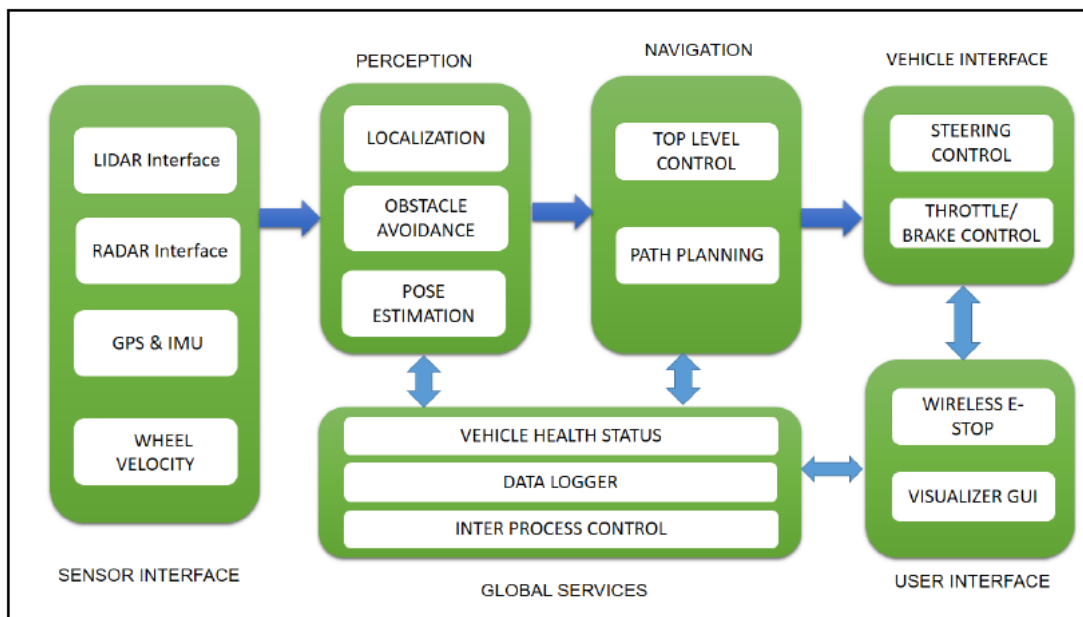 SENSOR INTERFACE
LIDAR Interface
RADAR Interface
GPS & IMU
WHEEL
VELOCITY
PERCEPTION
LOCALIZATION
OBSTACLE
AVOIDANCE
POSE
ESTIMATION
NAVIGATION
TOP LEVEL
CONTROL
PATH PLANNING
VEHICLE INTERFACE
STEERING
CONTROL
THROTTLE/
BRAKE CONTROL
VEHICLE HEALTH STATUS
DATA LOGGER
INTER PROCESS CONTROL
GLOBAL SERVICES
WIRELESS E-
STOP
VISUALIZER GUI
USER INTERFACE